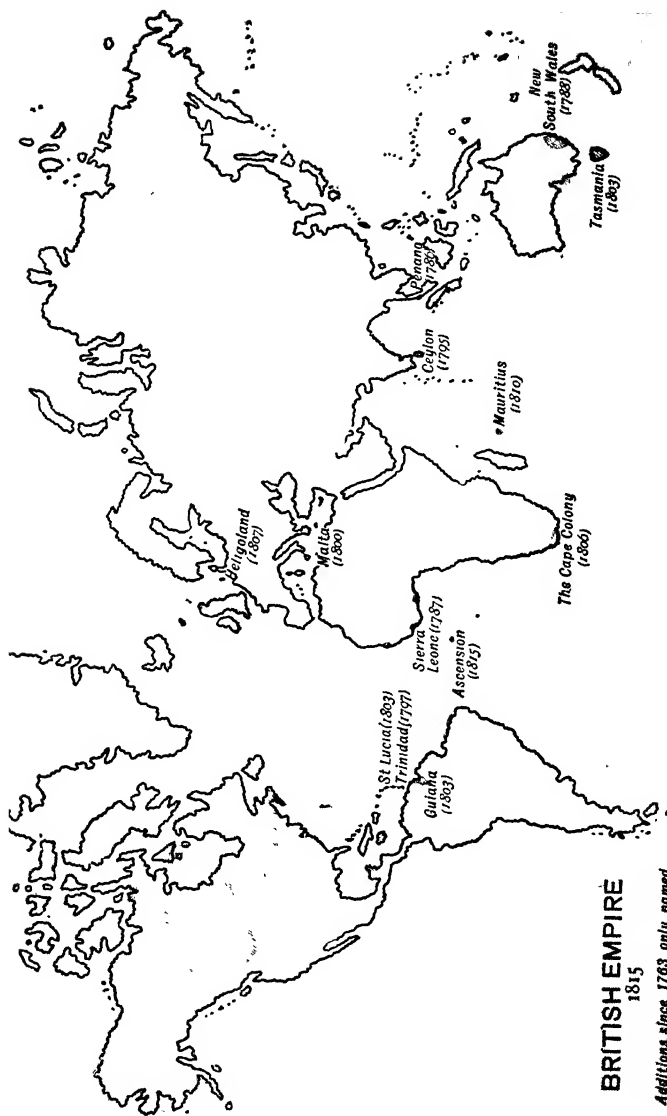 St Lucia (1803)
Trinidad (1797)
Guiana
(1803)
Heligoland
(1807)
Malta
(1800)
Sierra
Leone (1787)
Ascension
(1815)
The Cape Colony
(1806)
Mauritius
(1810)
Ceylon
(1795)
Penang
New
South Wales
(1788)
Tasmania
(1803)
BRITISH EMPIRE
1815
Additions since 1763 only named